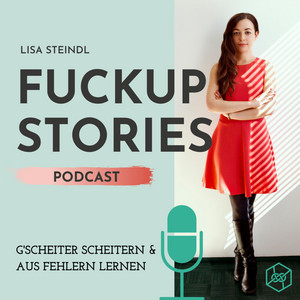 LISA STEINDL
FUCKUP
STORIES
PODCAST
G'SCHEITER SCHEITERN &
AUS FEHLERN LERNEN